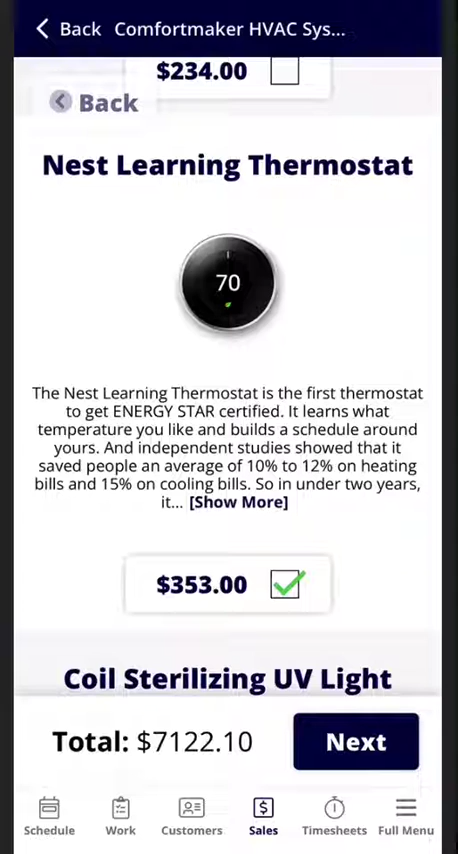 Back Comfortmaker HVAC Sys...
$234.00
Back
Nest Learning Thermostat
70
The Nest Learning Thermostat is the first thermostat
to get ENERGY STAR certified. It learns what
temperature you like and builds a schedule around
yours. And independent studies showed that it
saved people an average of 10% to 12% on heating
bills and 15% on cooling bills. So in under two years,
it... [Show More]
$353.00
Coil Sterilizing UV Light
Total: $7122.10 Next
Schedule Work Customers Sales Timesheets Full Menu